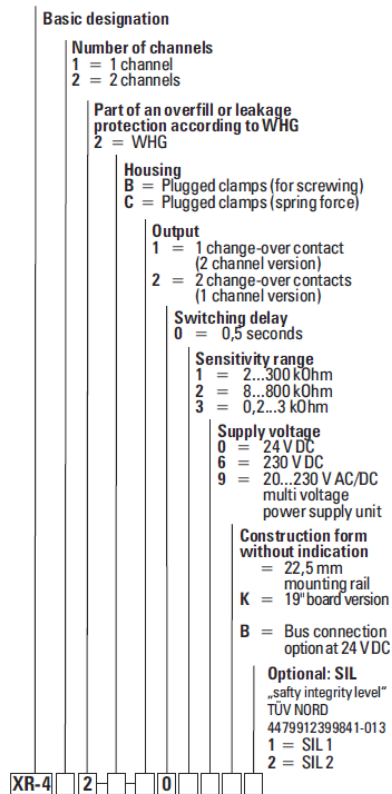 Basic designation
Number of channels
1 = 1 channel
2 = 2 channels
Part of an overfill or leakage
protection according to WHG
2 = WHG
Housing
B = Plugged clamps (for screwing)
C = Plugged clamps (spring force)
Output
1 = 1 change-over contact
(2 channel version)
2 = 2 change-over contacts
(1 channel version)
Switching delay
0 = 0,5 seconds
Sensitivity range
1 = 2...300 kOhm
2 = 8...800 kOhm
3 = 0,2...3 kOhm
Supply voltage
0 = 24 V DC
6 = 230 V DC
9 = 20...230 V AC/DC
multi voltage
power supply unit
Construction form
without indication
= 22,5 mm
mounting rail
K = 19" board version
B = Bus connection
option at 24 V DC
Optional: SIL
„safty integrity level"
TÜV NORD
4479912399841-013
1 = SIL 1
2 = SIL 2
XR-4 2 - - 0